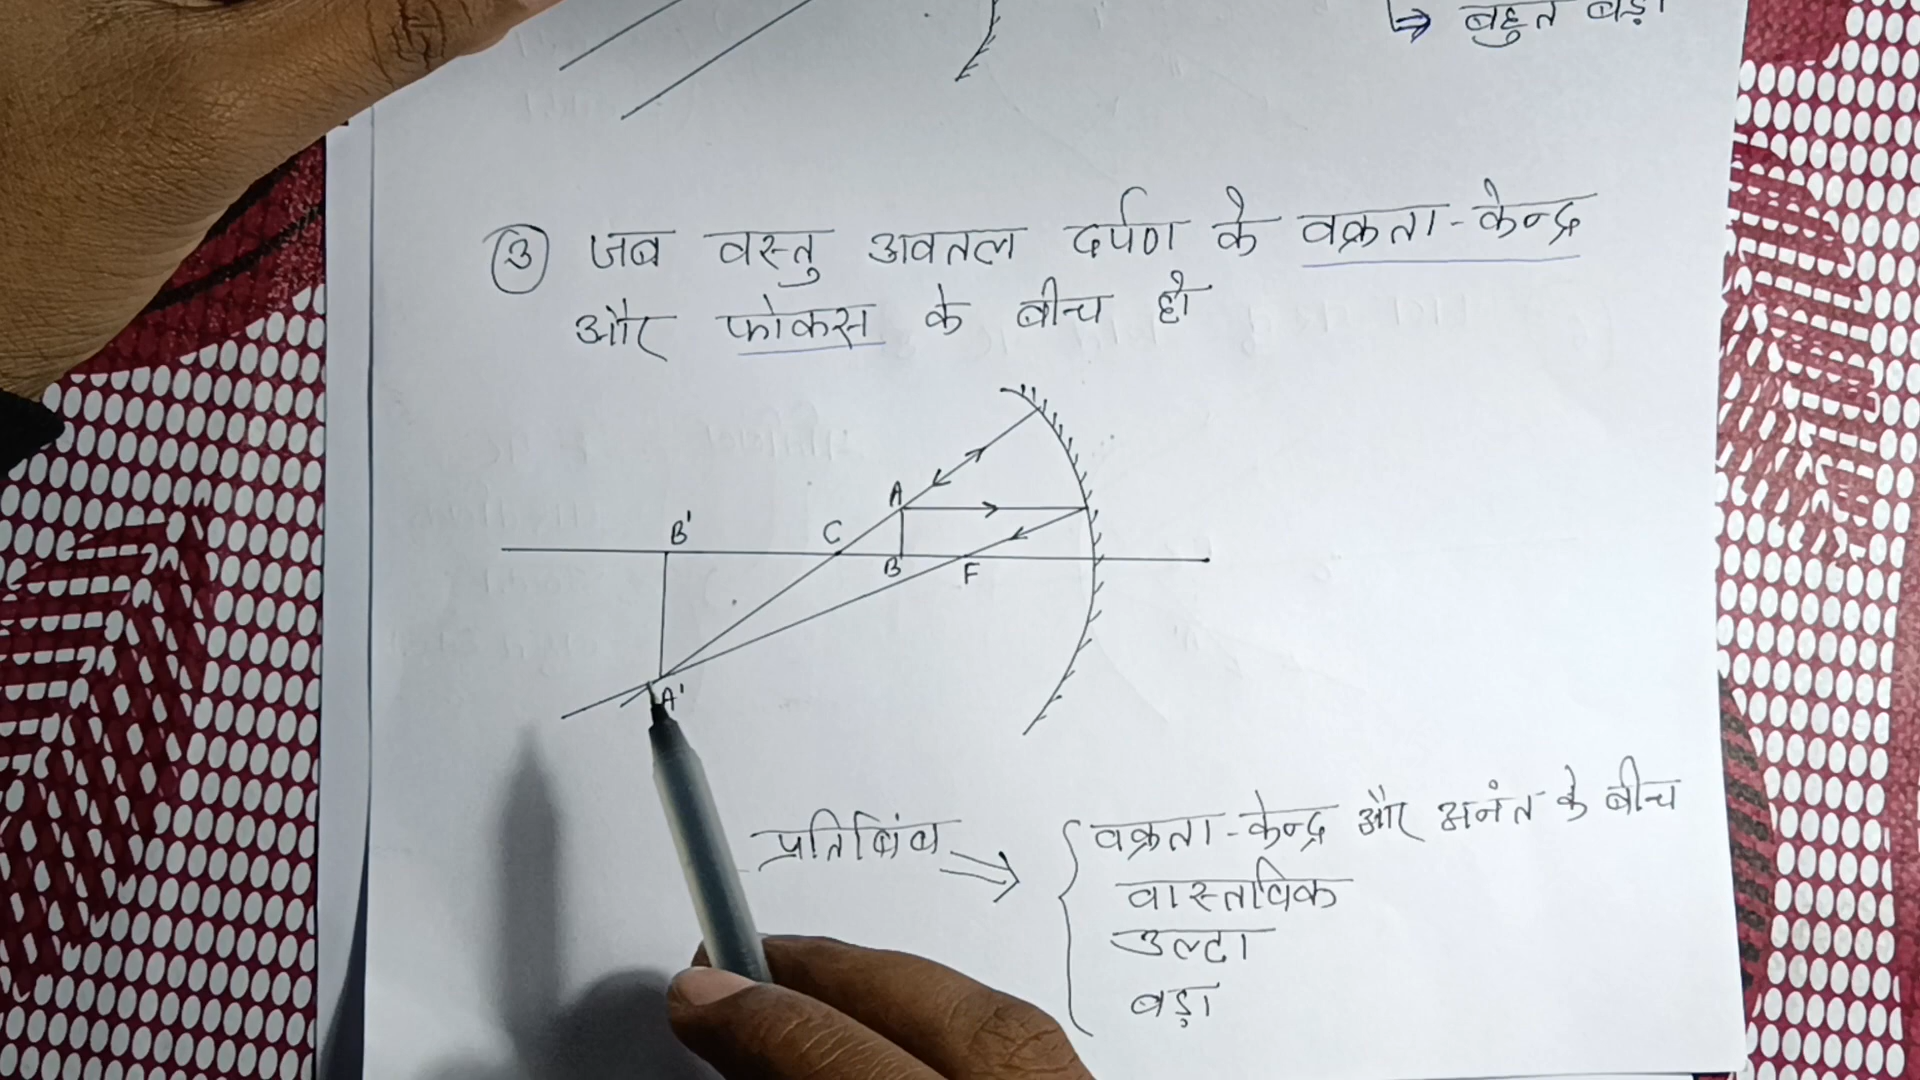 ↳ बहुत बड़ा
③ जब वस्तु अवतल दर्पण के वक्रता-केन्द्र
और फोकस के बीच हो
A
B' C
B F
A'
प्रतिबिंब ⇒ { वक्रता-केन्द्र और अनंत के बीच
वास्तविक
उल्टा
बड़ा